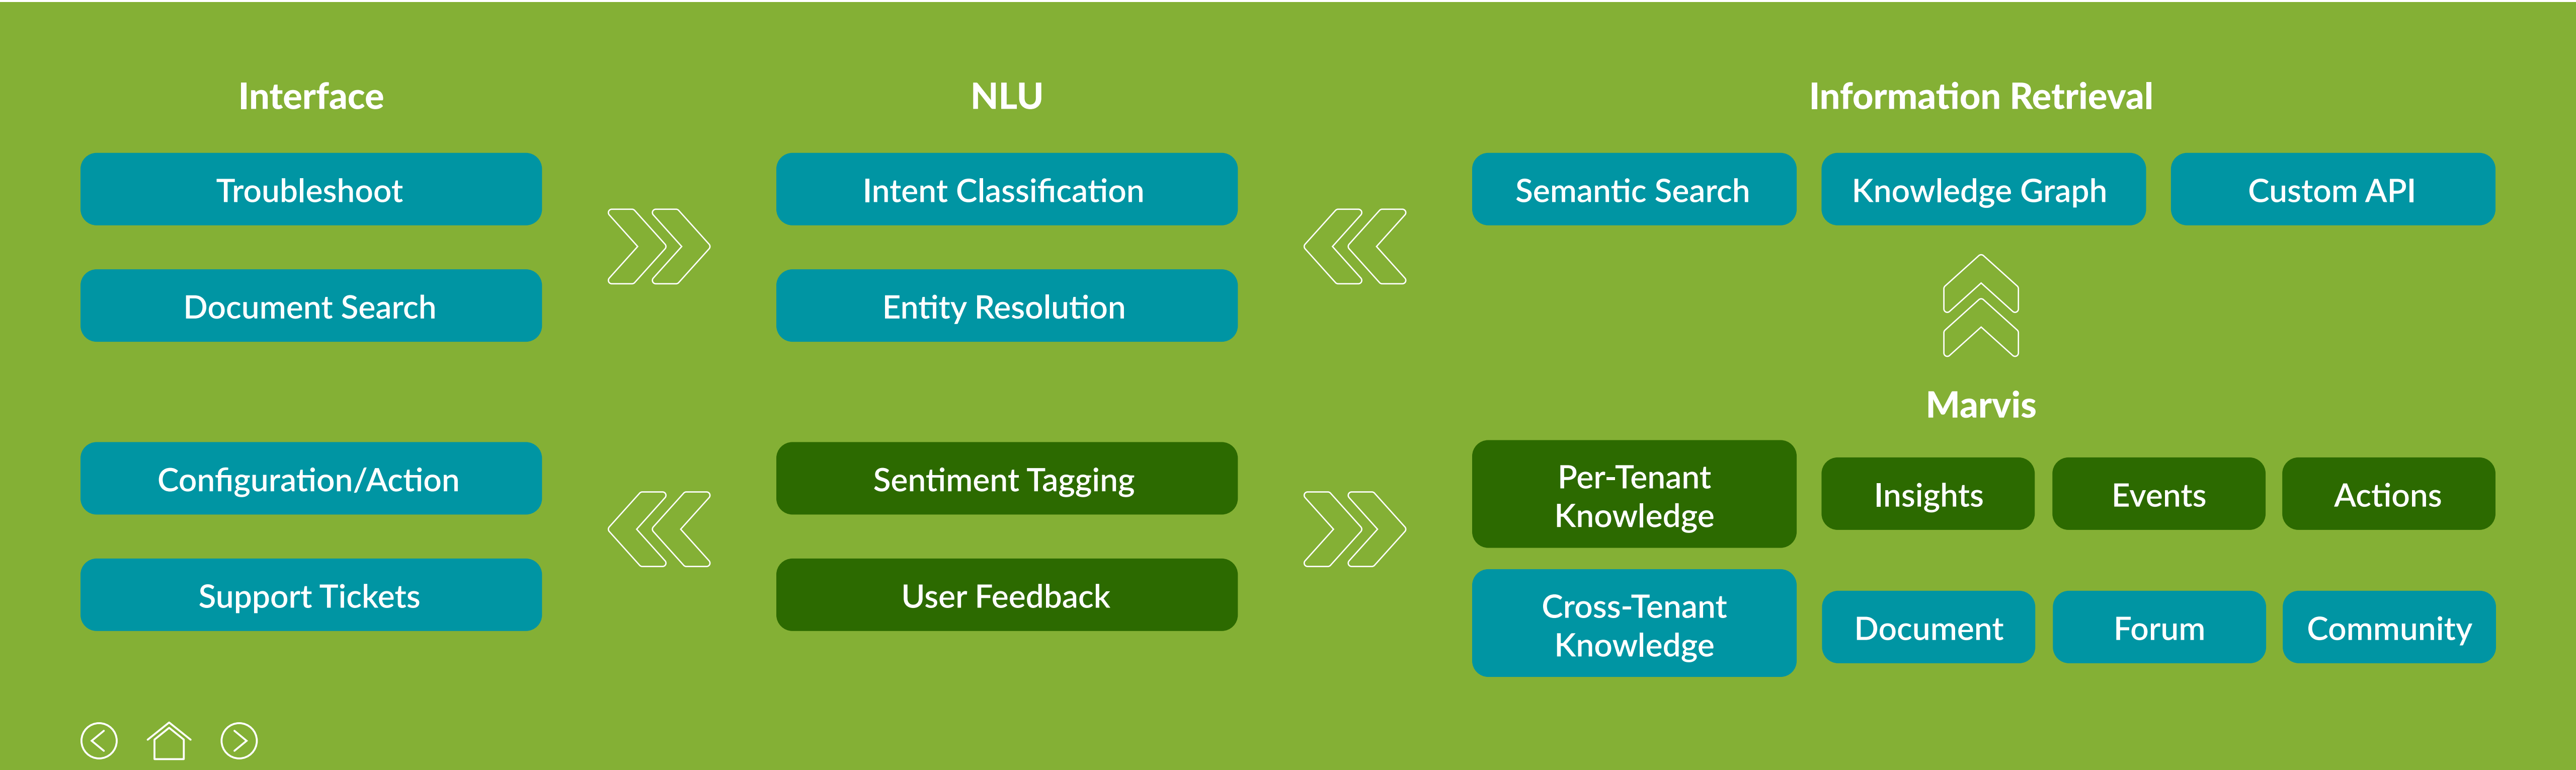 Interface
NLU
Information Retrieval
Troubleshoot
Intent Classification
Semantic Search
Knowledge Graph
Custom API
Document Search
Entity Resolution
Marvis
Configuration/Action
Sentiment Tagging
Per-Tenant
Knowledge
Insights
Events
Actions
Support Tickets
User Feedback
Cross-Tenant
Knowledge
Document
Forum
Community